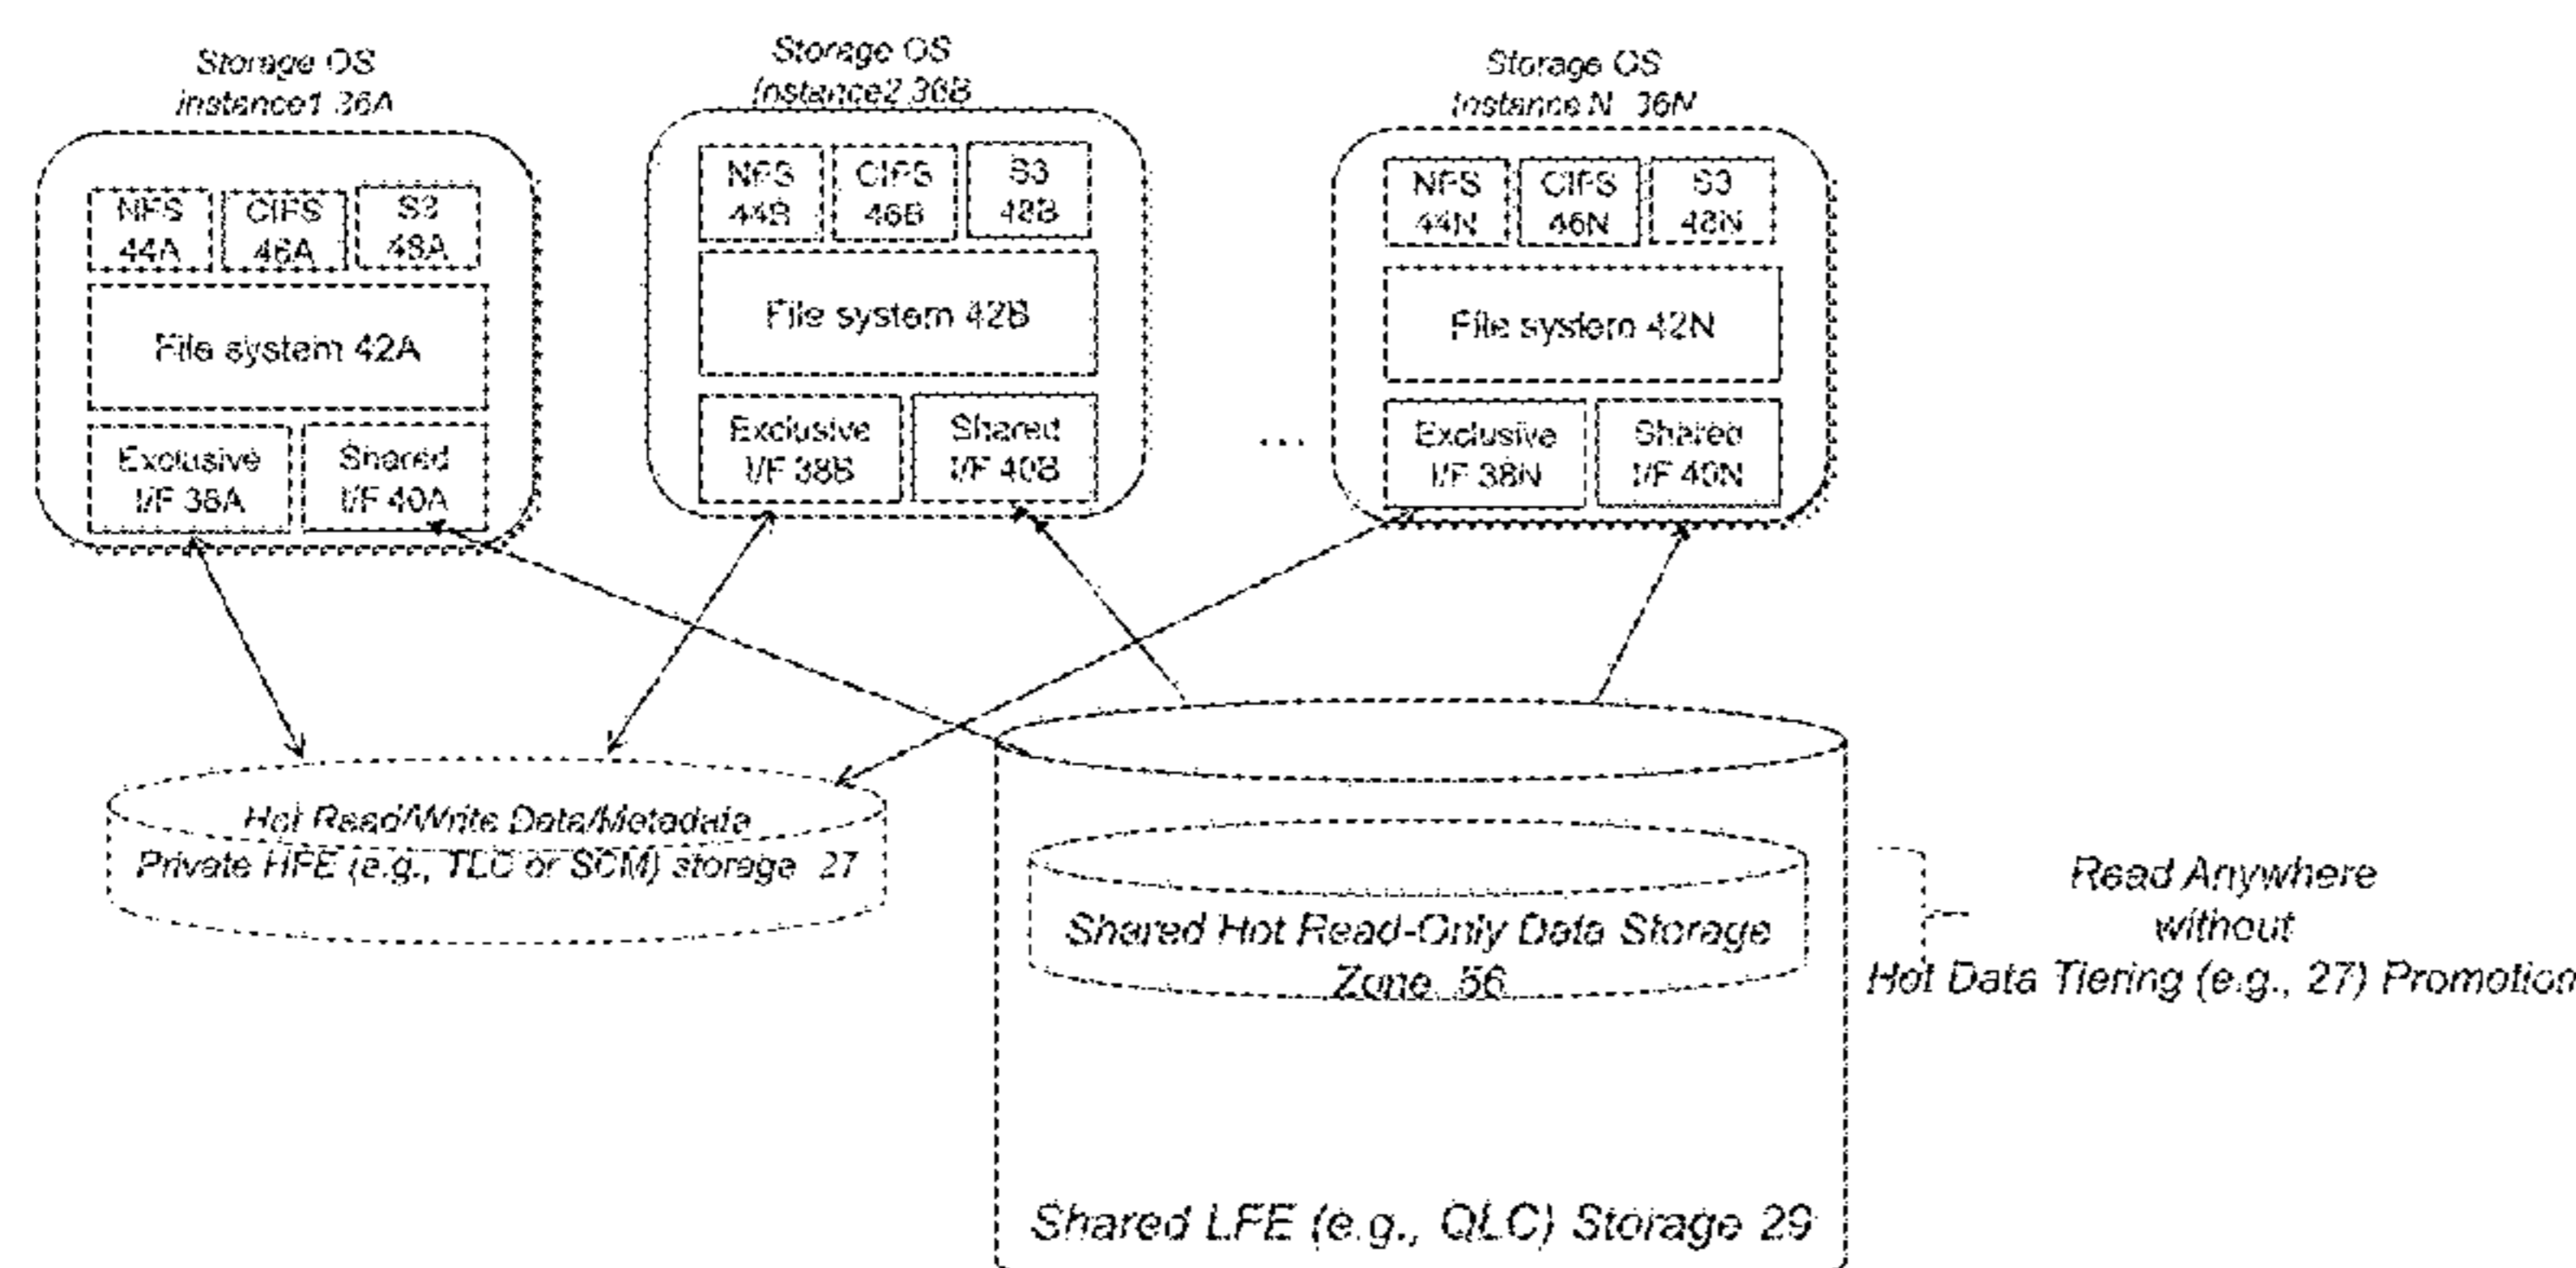 Storage OS
instance1 36A
NFS
44A
CIFS
46A
S3
48A
File system 42A
Exclusive
I/F 38A
Shared
I/F 40A
Storage OS
Instance2 36B
NFS
44B
CIFS
46B
S3
48B
File system 42B
Exclusive
I/F 38B
Shared
I/F 40B
...
Storage OS
Instance N 36N
NFS
44N
CIFS
46N
S3
48N
File system 42N
Exclusive
I/F 38N
Shared
I/F 40N
Hot Read/Write Data/Metadata
Private HFE (e.g., TLC or SCM) storage 27
Shared Hot Read-Only Data Storage
Zone 56
Shared LFE (e.g., QLC) Storage 29
Read Anywhere
without
Hot Data Tiering (e.g., 27) Promotion